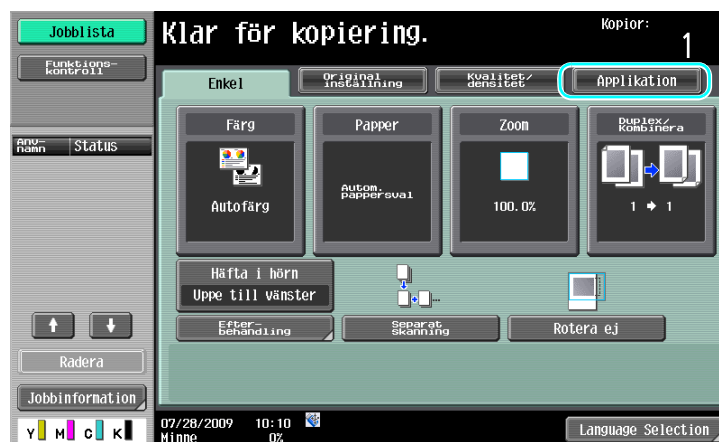 Jobblista
Funktions-
kontroll
Anv-
namn
Status
Radera
Jobbinformation
Y M C K
Klar för kopiering.
Kopior:
1
Enkel
Original
inställning
Kvalitet/
densitet
Applikation
Färg
Autofärg
Papper
Autom.
pappersval
Zoom
100.0%
Duplex/
Kombinera
1 → 1
Häfta i hörn
Uppe till vänster
Efter-
behandling
Separat
skanning
Rotera ej
07/28/2009 10:10
Minne 0%
Language Selection